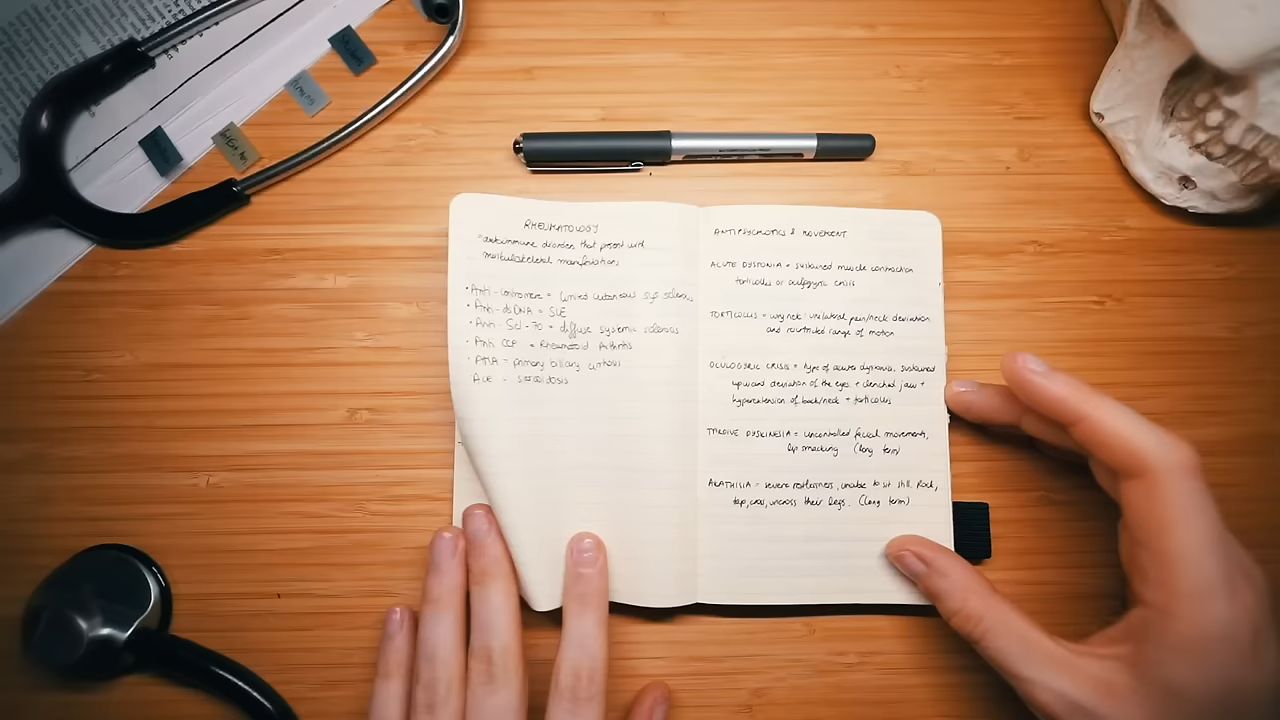 RHEUMATOLOGY
*autoimmune disorders that present with
musculoskeletal manifestations
• Anti-centromere = limited cutaneous sys sclerosis
• Anti-dsDNA = SLE
• Anti-Scl-70 = diffuse systemic sclerosis
• Anti CCP = Rheumatoid Arthritis
• AMA = primary biliary cirrhosis
ACE = sarcoidosis
ANTIPSYCHOTICS & MOVEMENT
ACUTE DYSTONIA = sustained muscle contraction
torticollis or oculogyric crisis
TORTICOLLIS = wry neck: unilateral pain/neck deviation
and restricted range of motion
OCULOGYRIC CRISIS = type of acute dystonia. sustained
upward deviation of the eyes + clenched jaw +
hyperextension of back/neck + torticollis
TARDIVE DYSKINESIA = uncontrolled facial movements,
lip smacking (long term)
AKATHISIA = severe restlessness, unable to sit still. Rock,
tap, cross, uncross their legs. (long term)